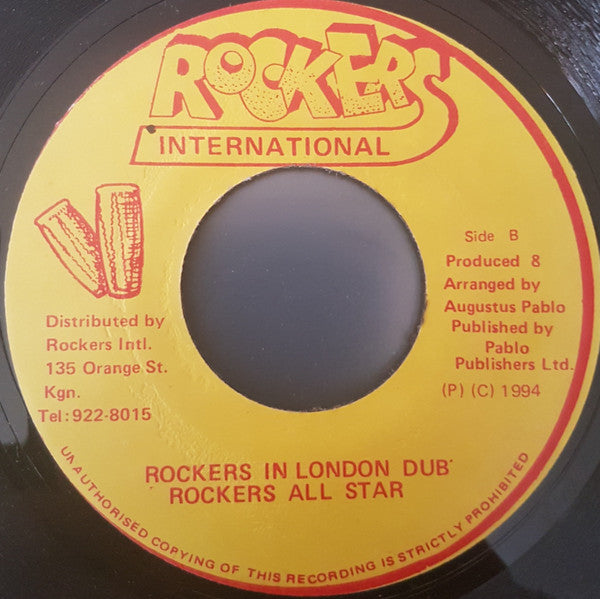 ROCKERS
INTERNATIONAL
Side B
Produced 8
Arranged by
Augustus Pablo
Published by
Pablo
Publishers Ltd.
(P) (C) 1994
Distributed by
Rockers Intl.
135 Orange St.
Kgn.
Tel:922-8015
ROCKERS IN LONDON DUB
ROCKERS ALL STAR
UNAUTHORISED COPYING OF THIS RECORDING IS STRICTLY PROHIBITED